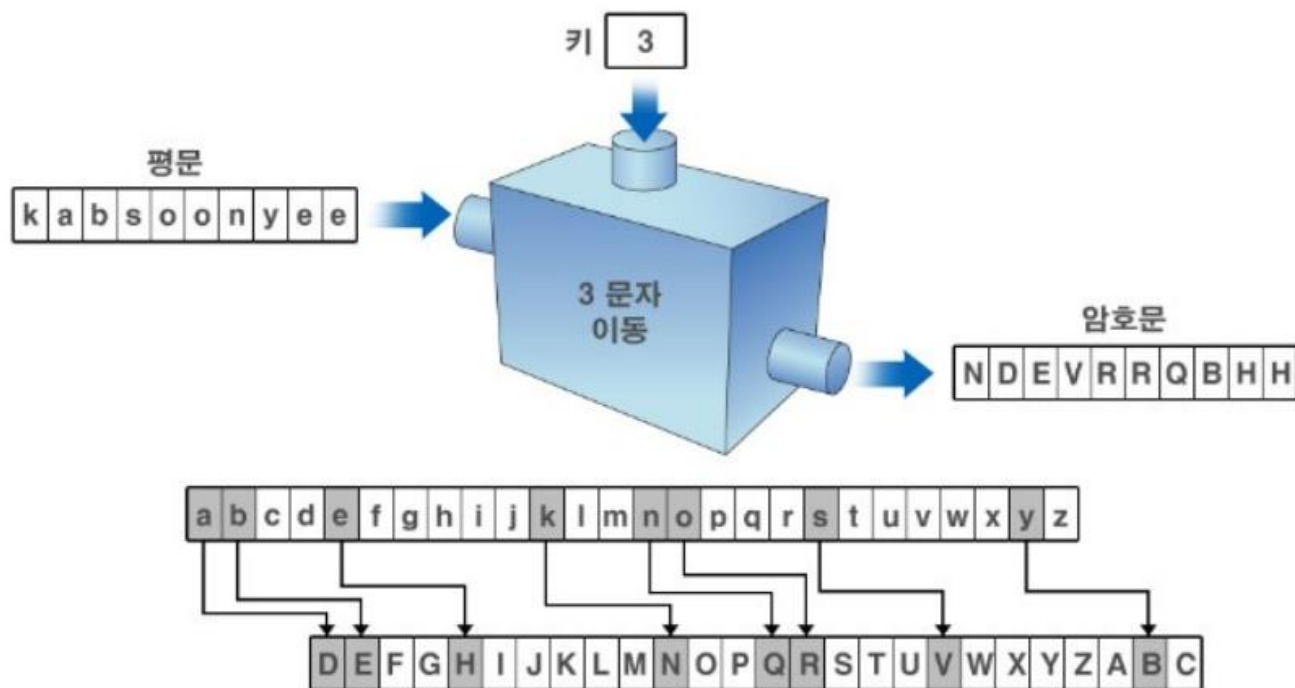 키 3
평문
k a b s o o n y e e
3 문자
이동
암호문
N D E V R R Q B H H
a b c d e f g h i j k l m n o p q r s t u v w x y z
D E F G H I J K L M N O P Q R S T U V W X Y Z A B C